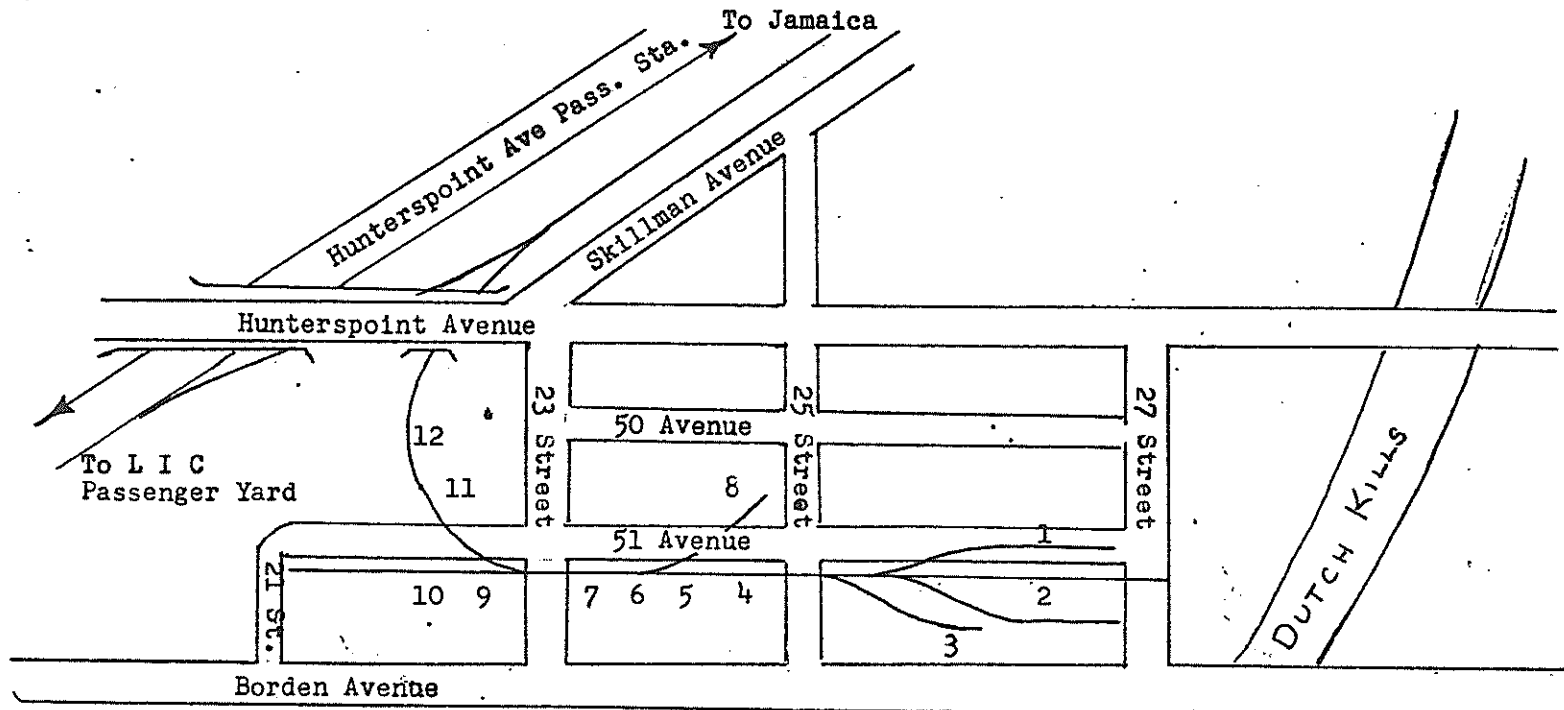 To Jamaica
Hunterspoint Ave Pass. Sta.
Skillman Avenue
Hunterspoint Avenue
23 Street
25 Street
27 Street
50 Avenue
12
To L I C
Passenger Yard
11
8
DUTCH KILLS
51 Avenue
1
21 St.
10 9 7 6 5 4 2
3
Borden Avenue